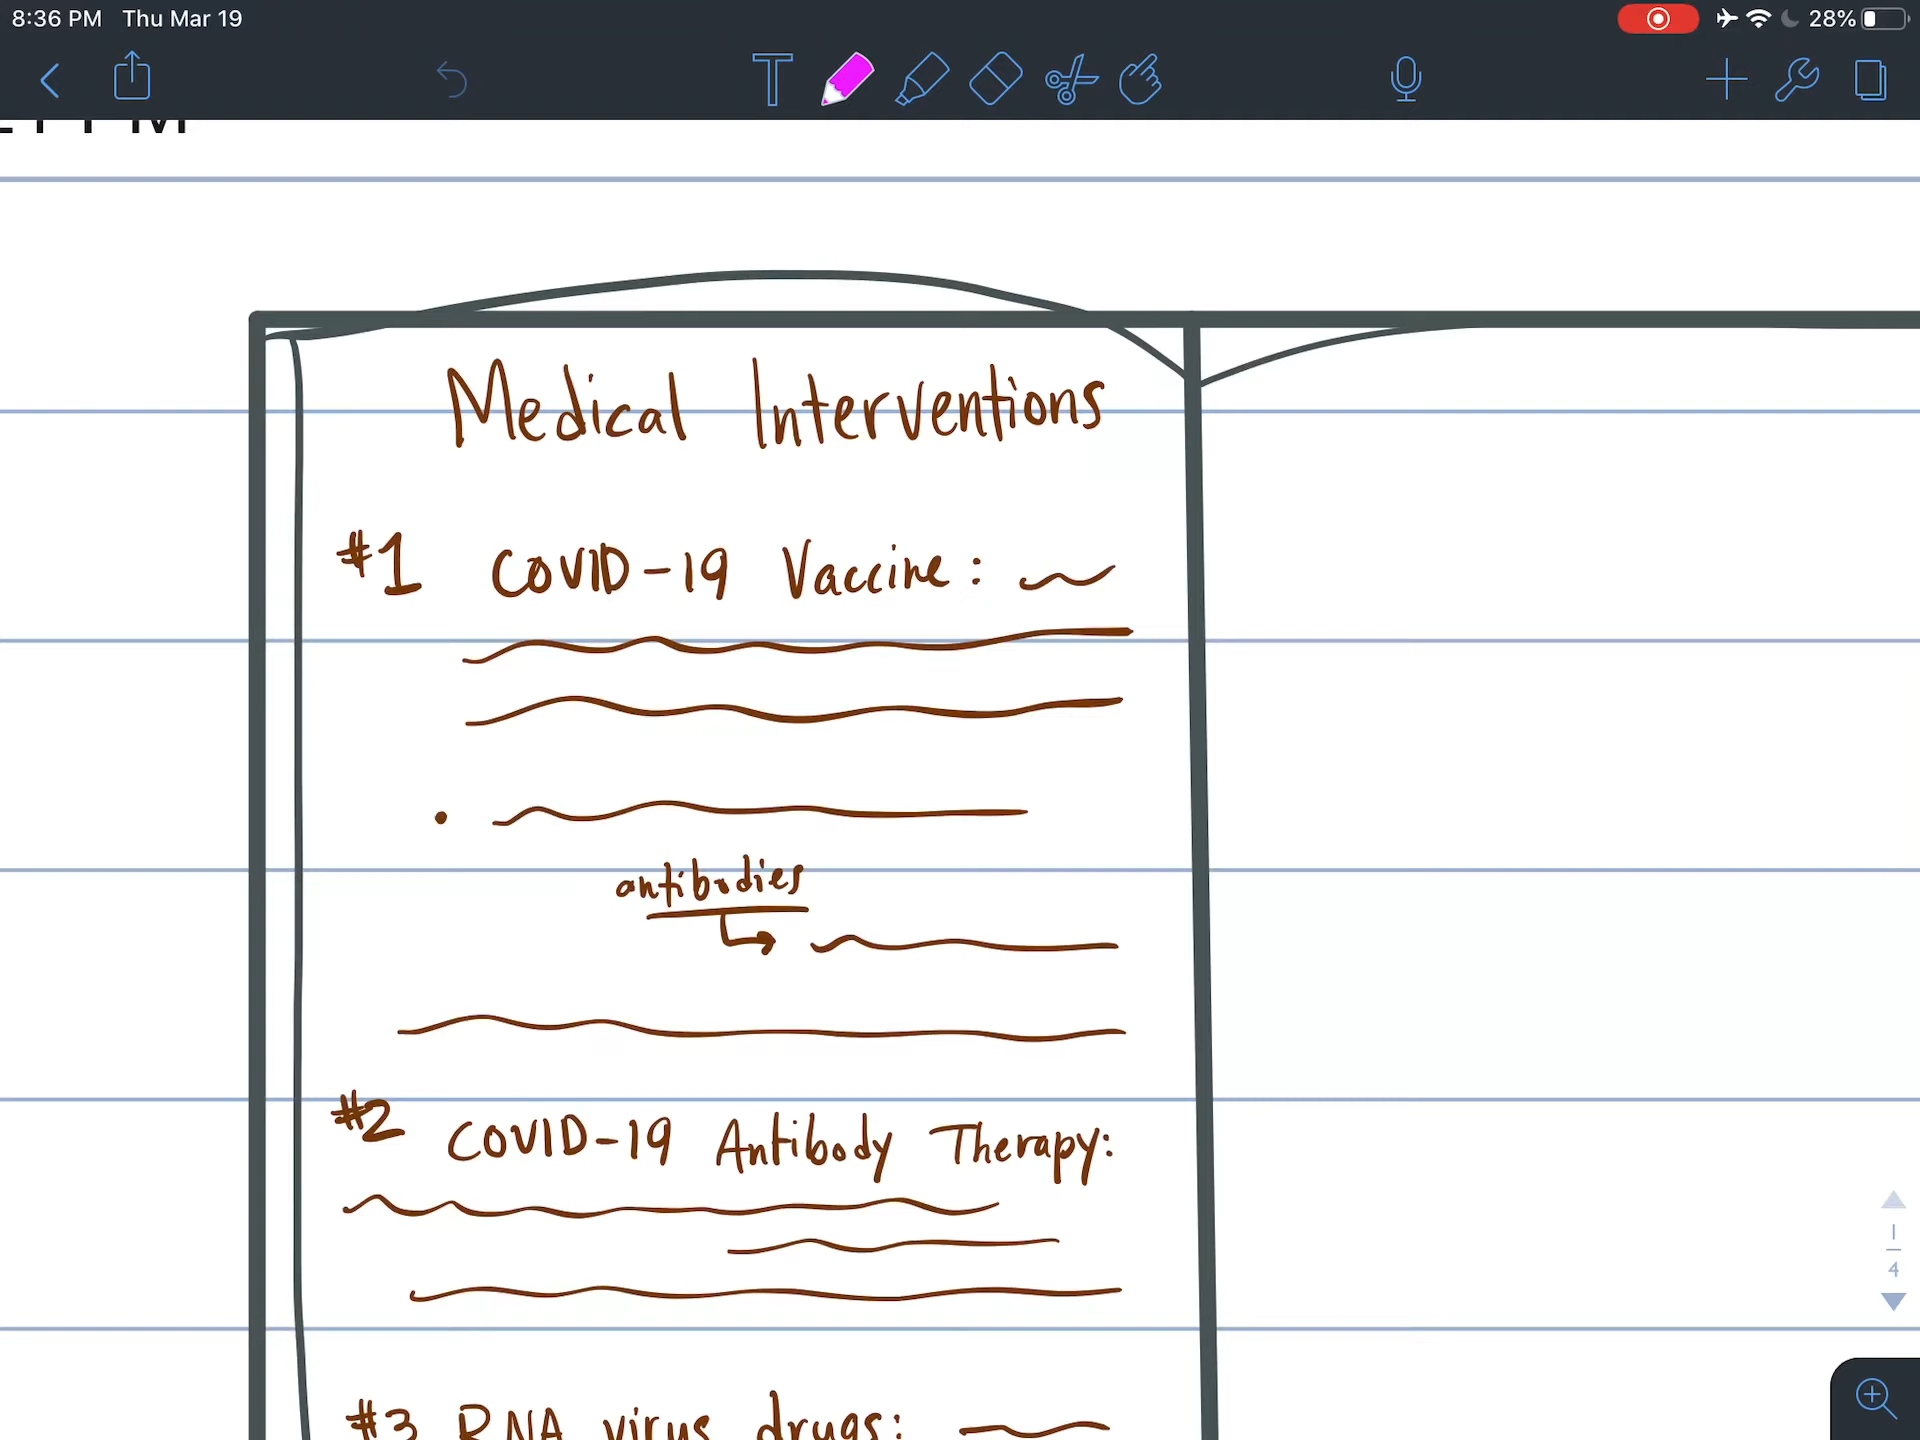 8:36 PM Thu Mar 19
28%
T
Medical Interventions
#1 COVID-19 Vaccine:
antibodies
#2 COVID-19 Antibody Therapy:
1
4
#3 RNA virus drugs: